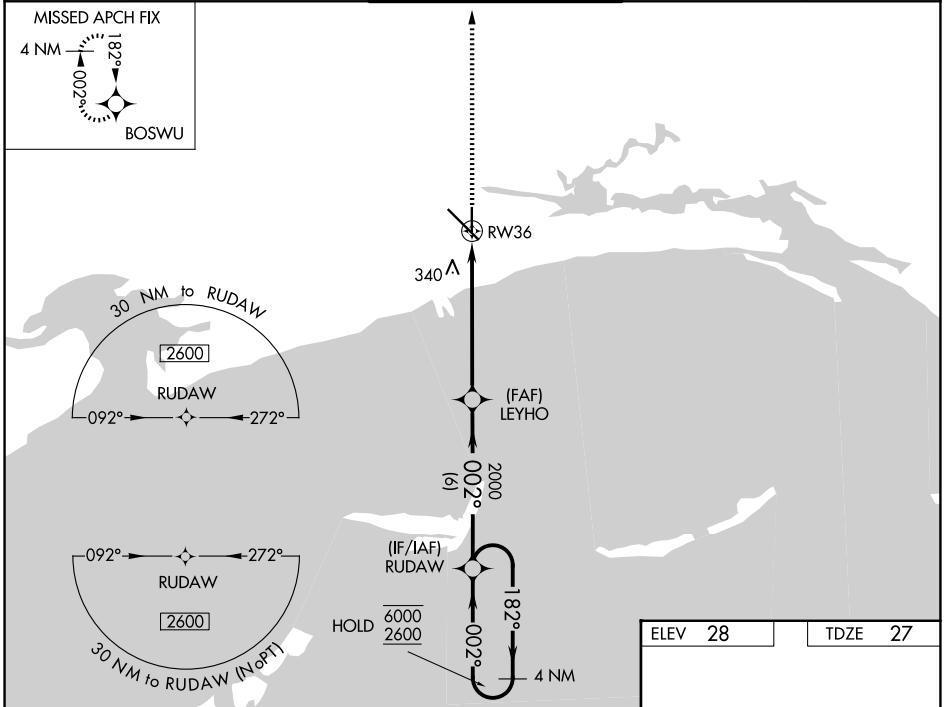 MISSED APCH FIX
4 NM
182°
002°
BOSWU
RW36
340
30 NM to RUDAW
2600
RUDAW
092°
272°
(FAF)
LEYHO
2000
002°
(6)
092°
272°
RUDAW
2600
30 NM to RUDAW (NoPT)
(IF/IAF)
RUDAW
HOLD
6000
2600
182°
002°
4 NM
ELEV 28
TDZE 27